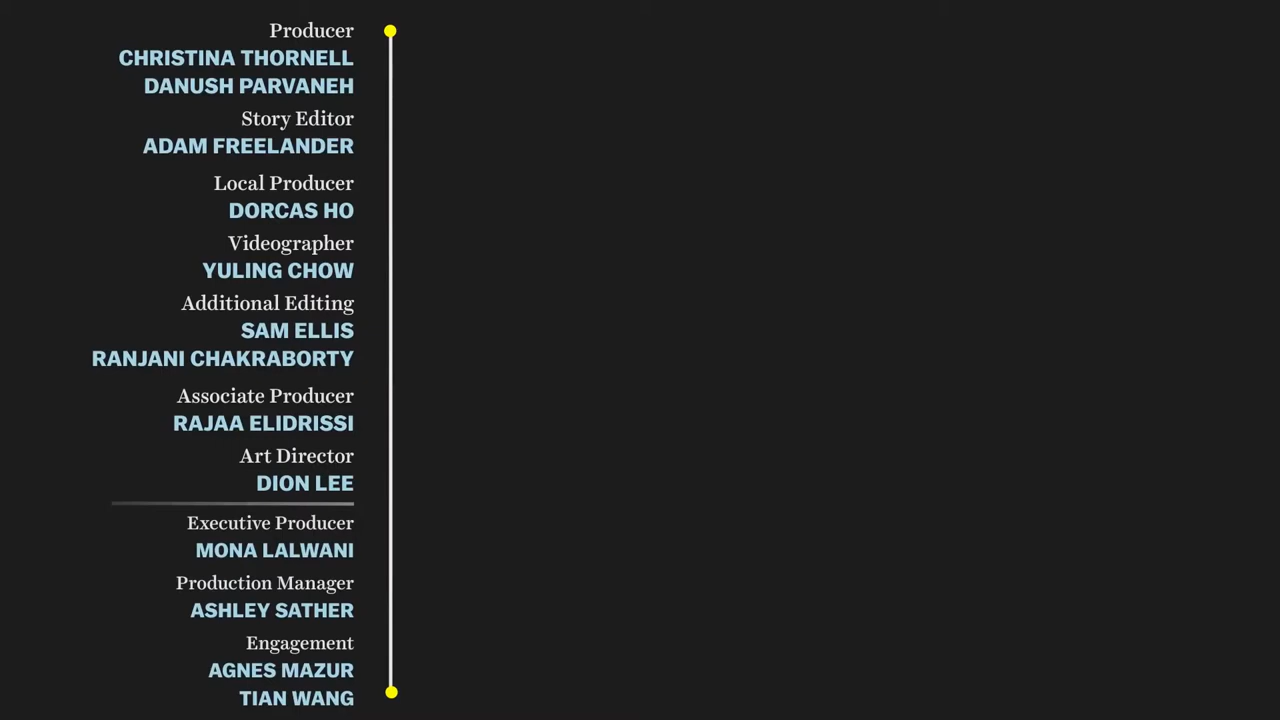 Producer
CHRISTINA THORNELL
DANUSH PARVANEH
Story Editor
ADAM FREELANDER
Local Producer
DORCAS HO
Videographer
YULING CHOW
Additional Editing
SAM ELLIS
RANJANI CHAKRABORTY
Associate Producer
RAJAA ELIDRISSI
Art Director
DION LEE
Executive Producer
MONA LALWANI
Production Manager
ASHLEY SATHER
Engagement
AGNES MAZUR
TIAN WANG